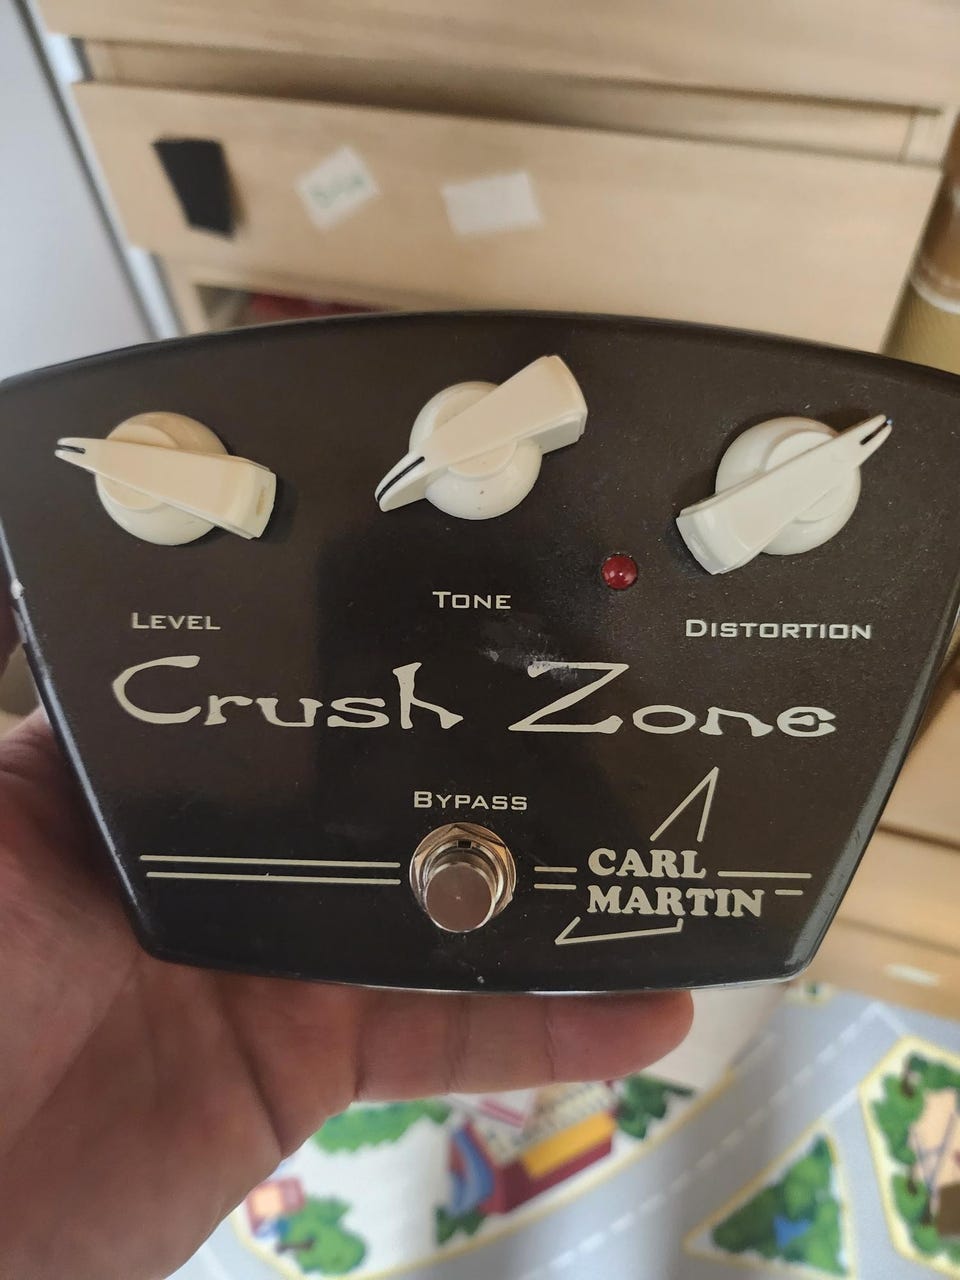 LEVEL
TONE
DISTORTION
Crush Zone
BYPASS
CARL
MARTIN